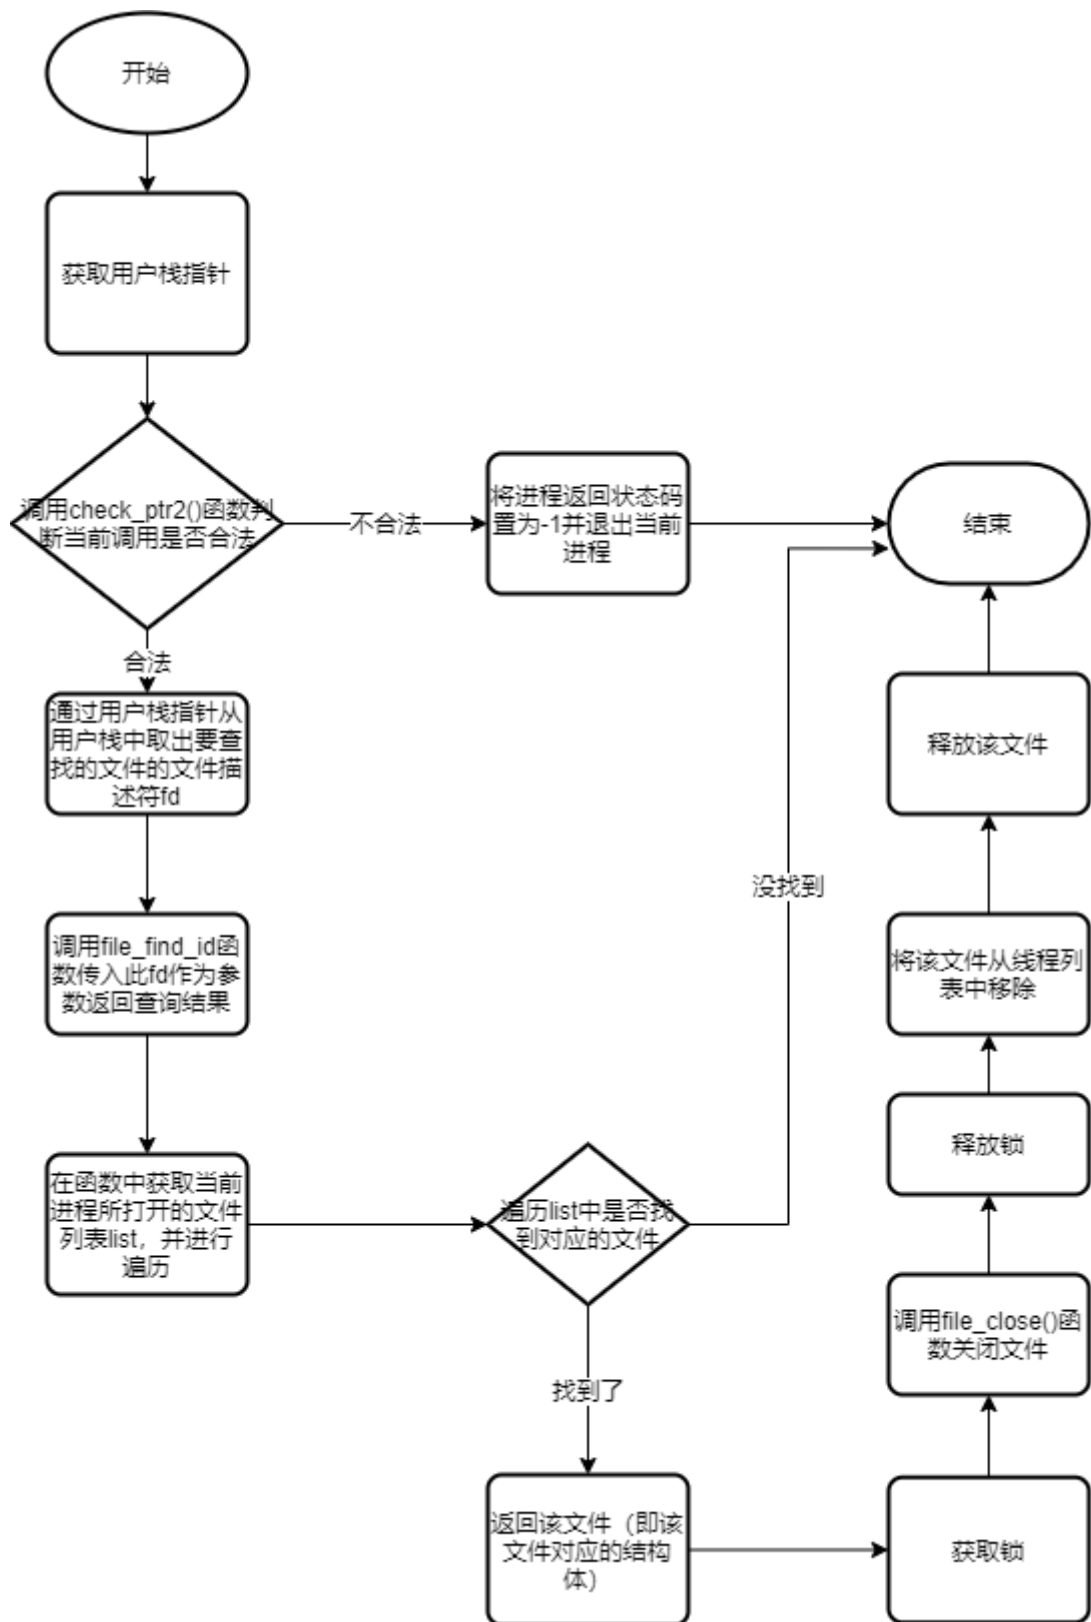 开始
获取用户栈指针
调用check_ptr2()函数判
断当前调用是否合法
不合法
将进程返回状态码
置为-1并退出当前
进程
结束
合法
通过用户栈指针从
用户栈中取出要查
找的文件的文件描
述符fd
调用file_find_id函
数传入此fd作为参
数返回查询结果
在函数中获取当前
进程所打开的文件
列表list，并进行
遍历
遍历list中是否找
到对应的文件
没找到
找到了
返回该文件（即该
文件对应的结构
体）
获取锁
调用file_close()函
数关闭文件
释放锁
将该文件从线程列
表中移除
释放该文件